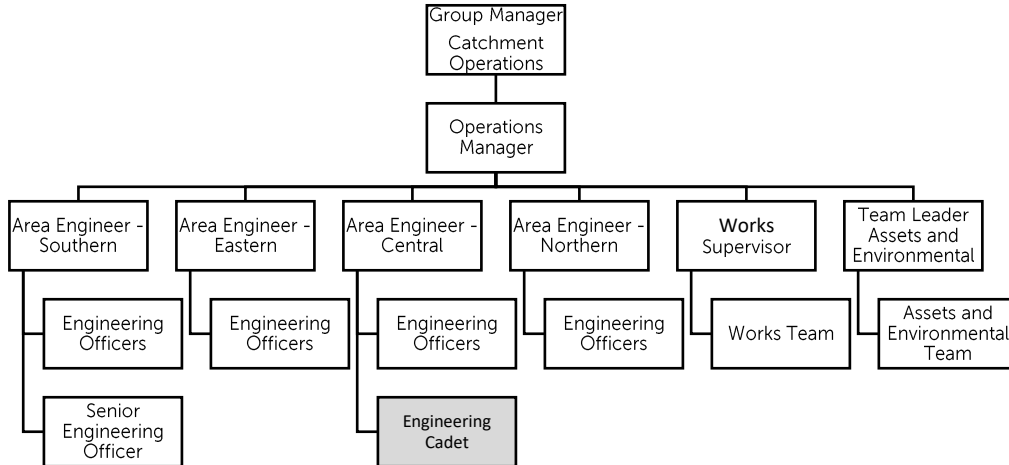 Group Manager
Catchment
Operations
Operations
Manager
Area Engineer -
Southern
Area Engineer -
Eastern
Area Engineer -
Central
Area Engineer -
Northern
Works
Supervisor
Team Leader
Assets and
Environmental
Engineering
Officers
Engineering
Officers
Engineering
Officers
Engineering
Officers
Works Team
Assets and
Environmental
Team
Senior
Engineering
Officer
Engineering
Cadet